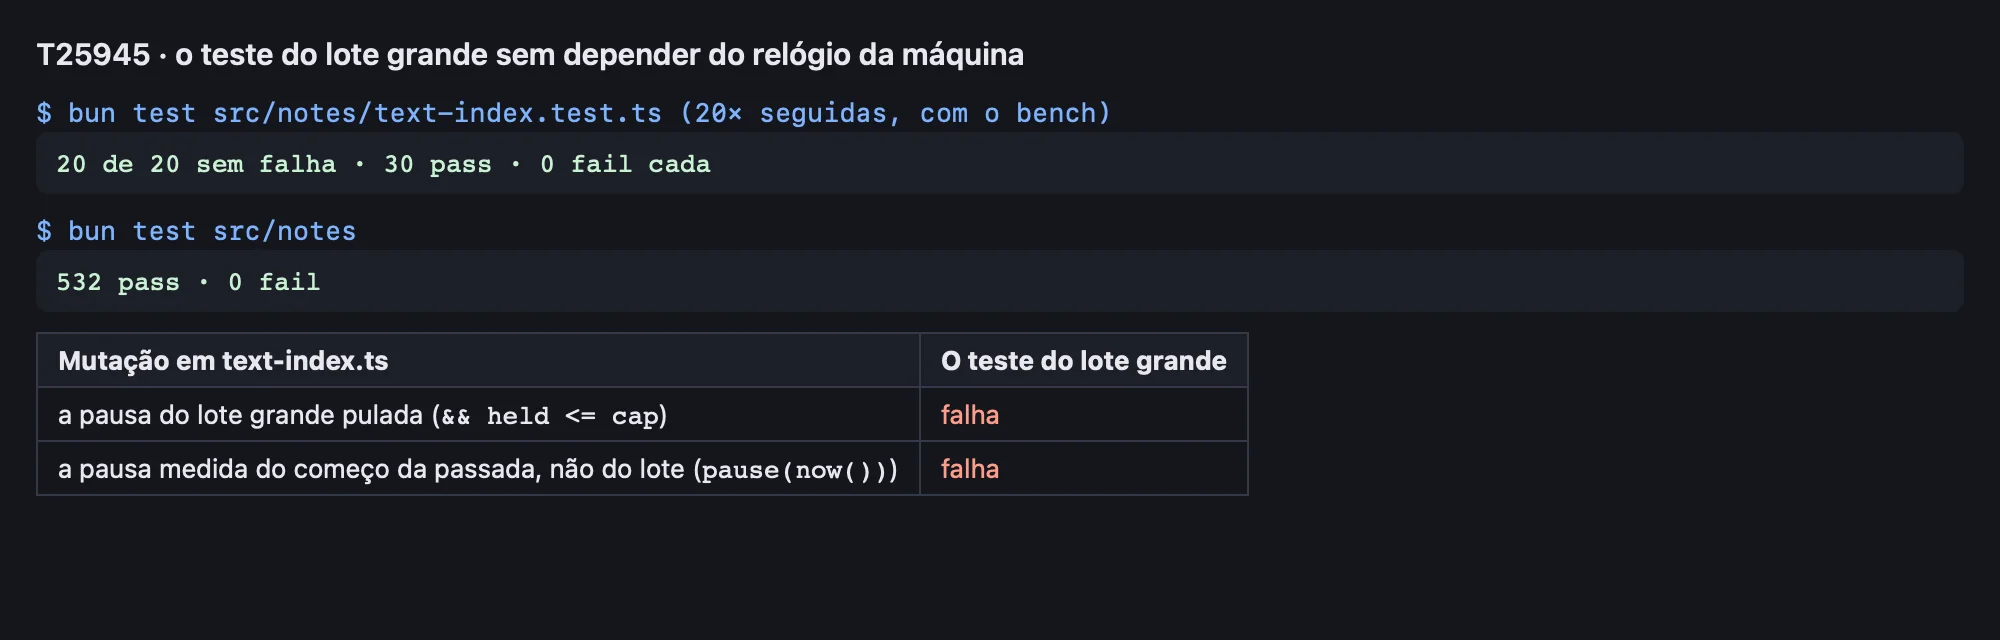 T25945 · o teste do lote grande sem depender do relógio da máquina
$ bun test src/notes/text-index.test.ts (20× seguidas, com o bench)
20 de 20 sem falha · 30 pass · 0 fail cada
$ bun test src/notes
532 pass · 0 fail
Mutação em text-index.ts O teste do lote grande
a pausa do lote grande pulada (&& held <= cap) falha
a pausa medida do começo da passada, não do lote (pause(now())) falha